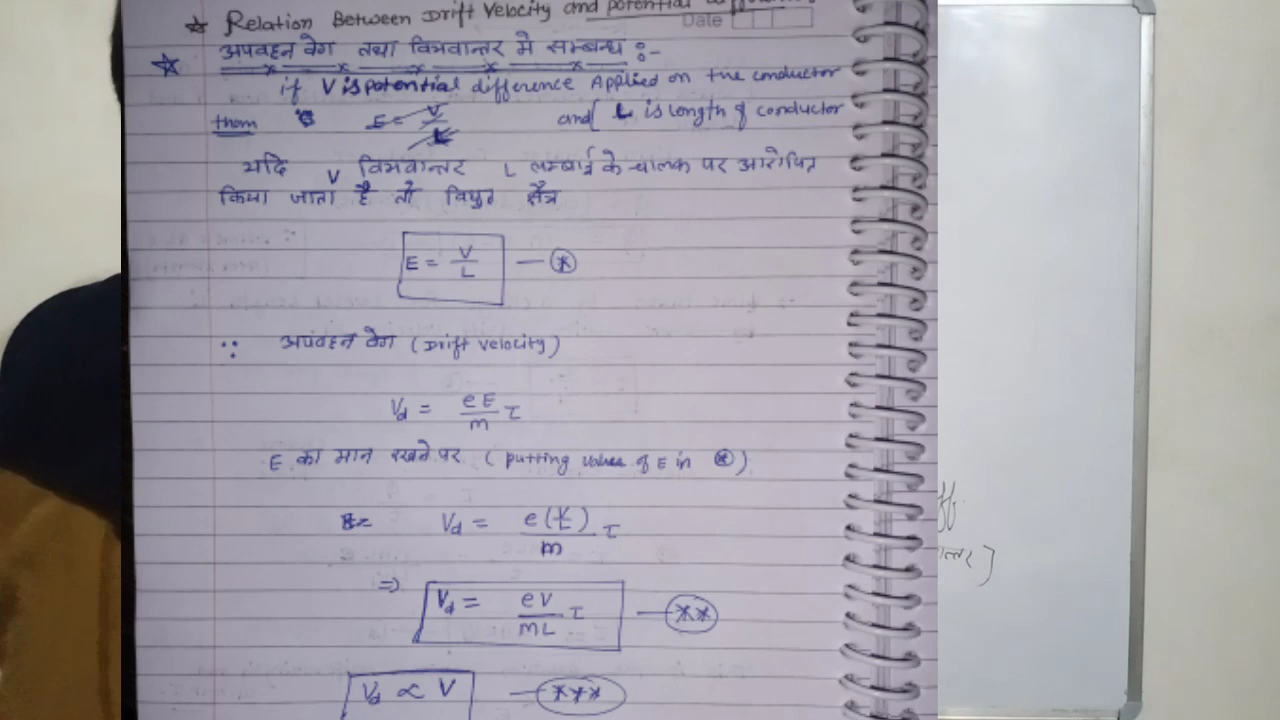 ☆ Relation Between Drift Velocity and potential
Date
☆ अपवहन वेग तथा विभवान्तर मे सम्बन्ध :-
if V is potential difference Applied on the conductor
them E = V/L and { L is length of conductor
यदि V विभवान्तर L लम्बाई के चालक पर आरोपित
किया जाता है तो विधुत क्षेत्र
E = V/L — (*)
∵ अपवहन वेग (Drift Velocity)
Vd = eE/m τ
E का मान रखने पर (putting values of E in (*))
Vd = e(V/L)/m τ
⇒ Vd = eV/mL τ — (**)
Vd ∝ V — (***)